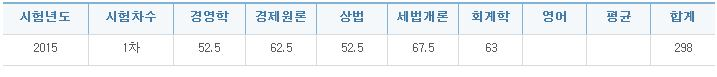 시험년도 시험차수 경영학 경제원론 상법 세법개론 회계학 영어 평균 합계
2015 1차 52.5 62.5 52.5 67.5 63 298